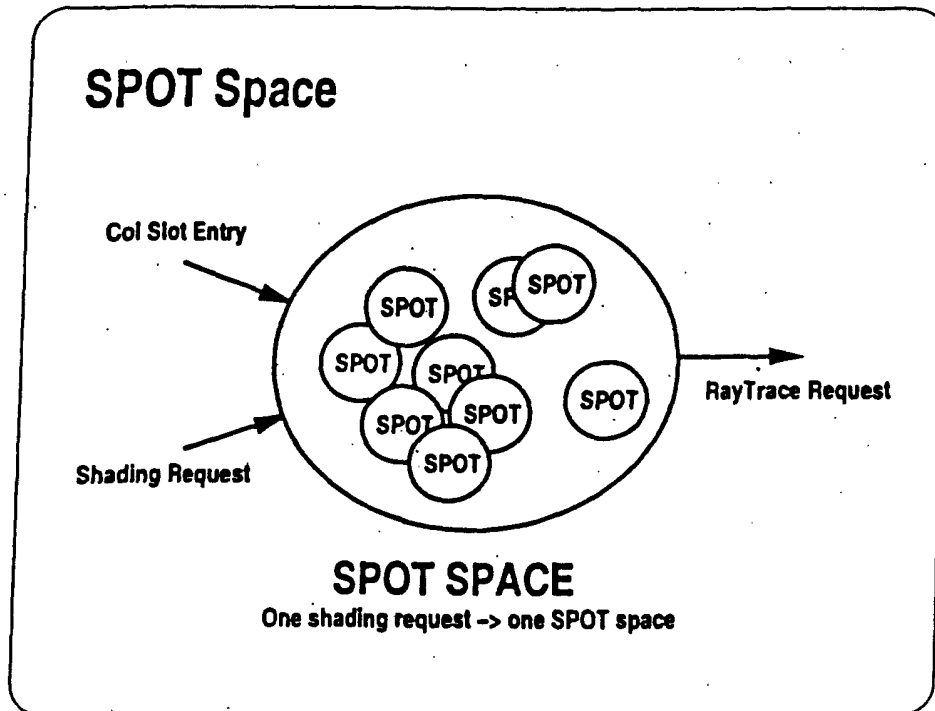 SPOT Space
Col Slot Entry
SPOT
SPOT
SPOT
SPOT
SPOT
SPOT
SPOT
SPOT
SPOT
RayTrace Request
Shading Request
SPOT SPACE
One shading request -> one SPOT space